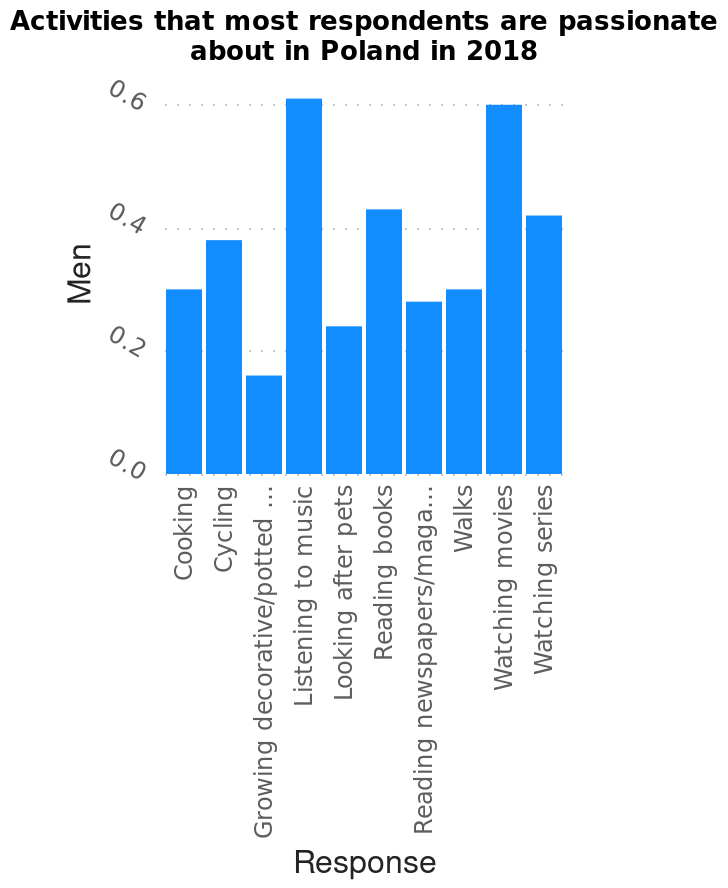 Activities that most respondents are passionate
about in Poland in 2018
0.6
0.4
0.2
0.0
Men
Cooking
Cycling
Growing decorative/potted ...
Listening to music
Looking after pets
Reading books
Reading newspapers/maga...
Walks
Watching movies
Watching series
Response